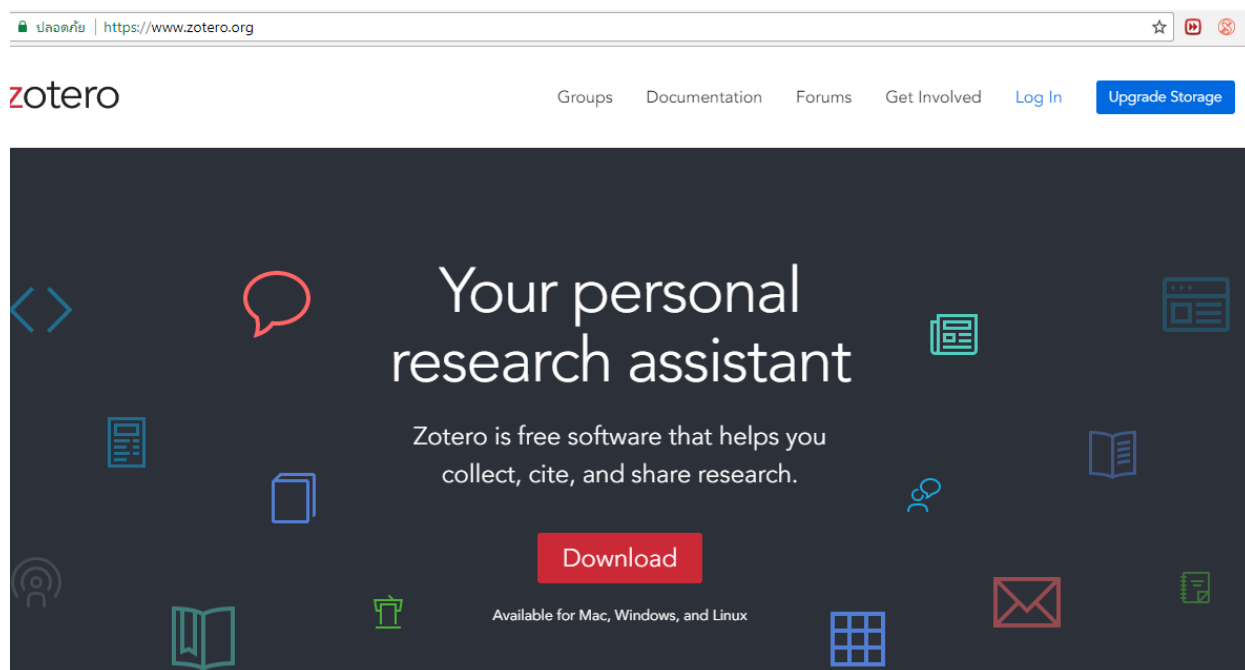 ปลอดภัย | https://www.zotero.org
zotero
Groups Documentation Forums Get Involved Log In Upgrade Storage
Your personal
research assistant
Zotero is free software that helps you
collect, cite, and share research.
Download
Available for Mac, Windows, and Linux